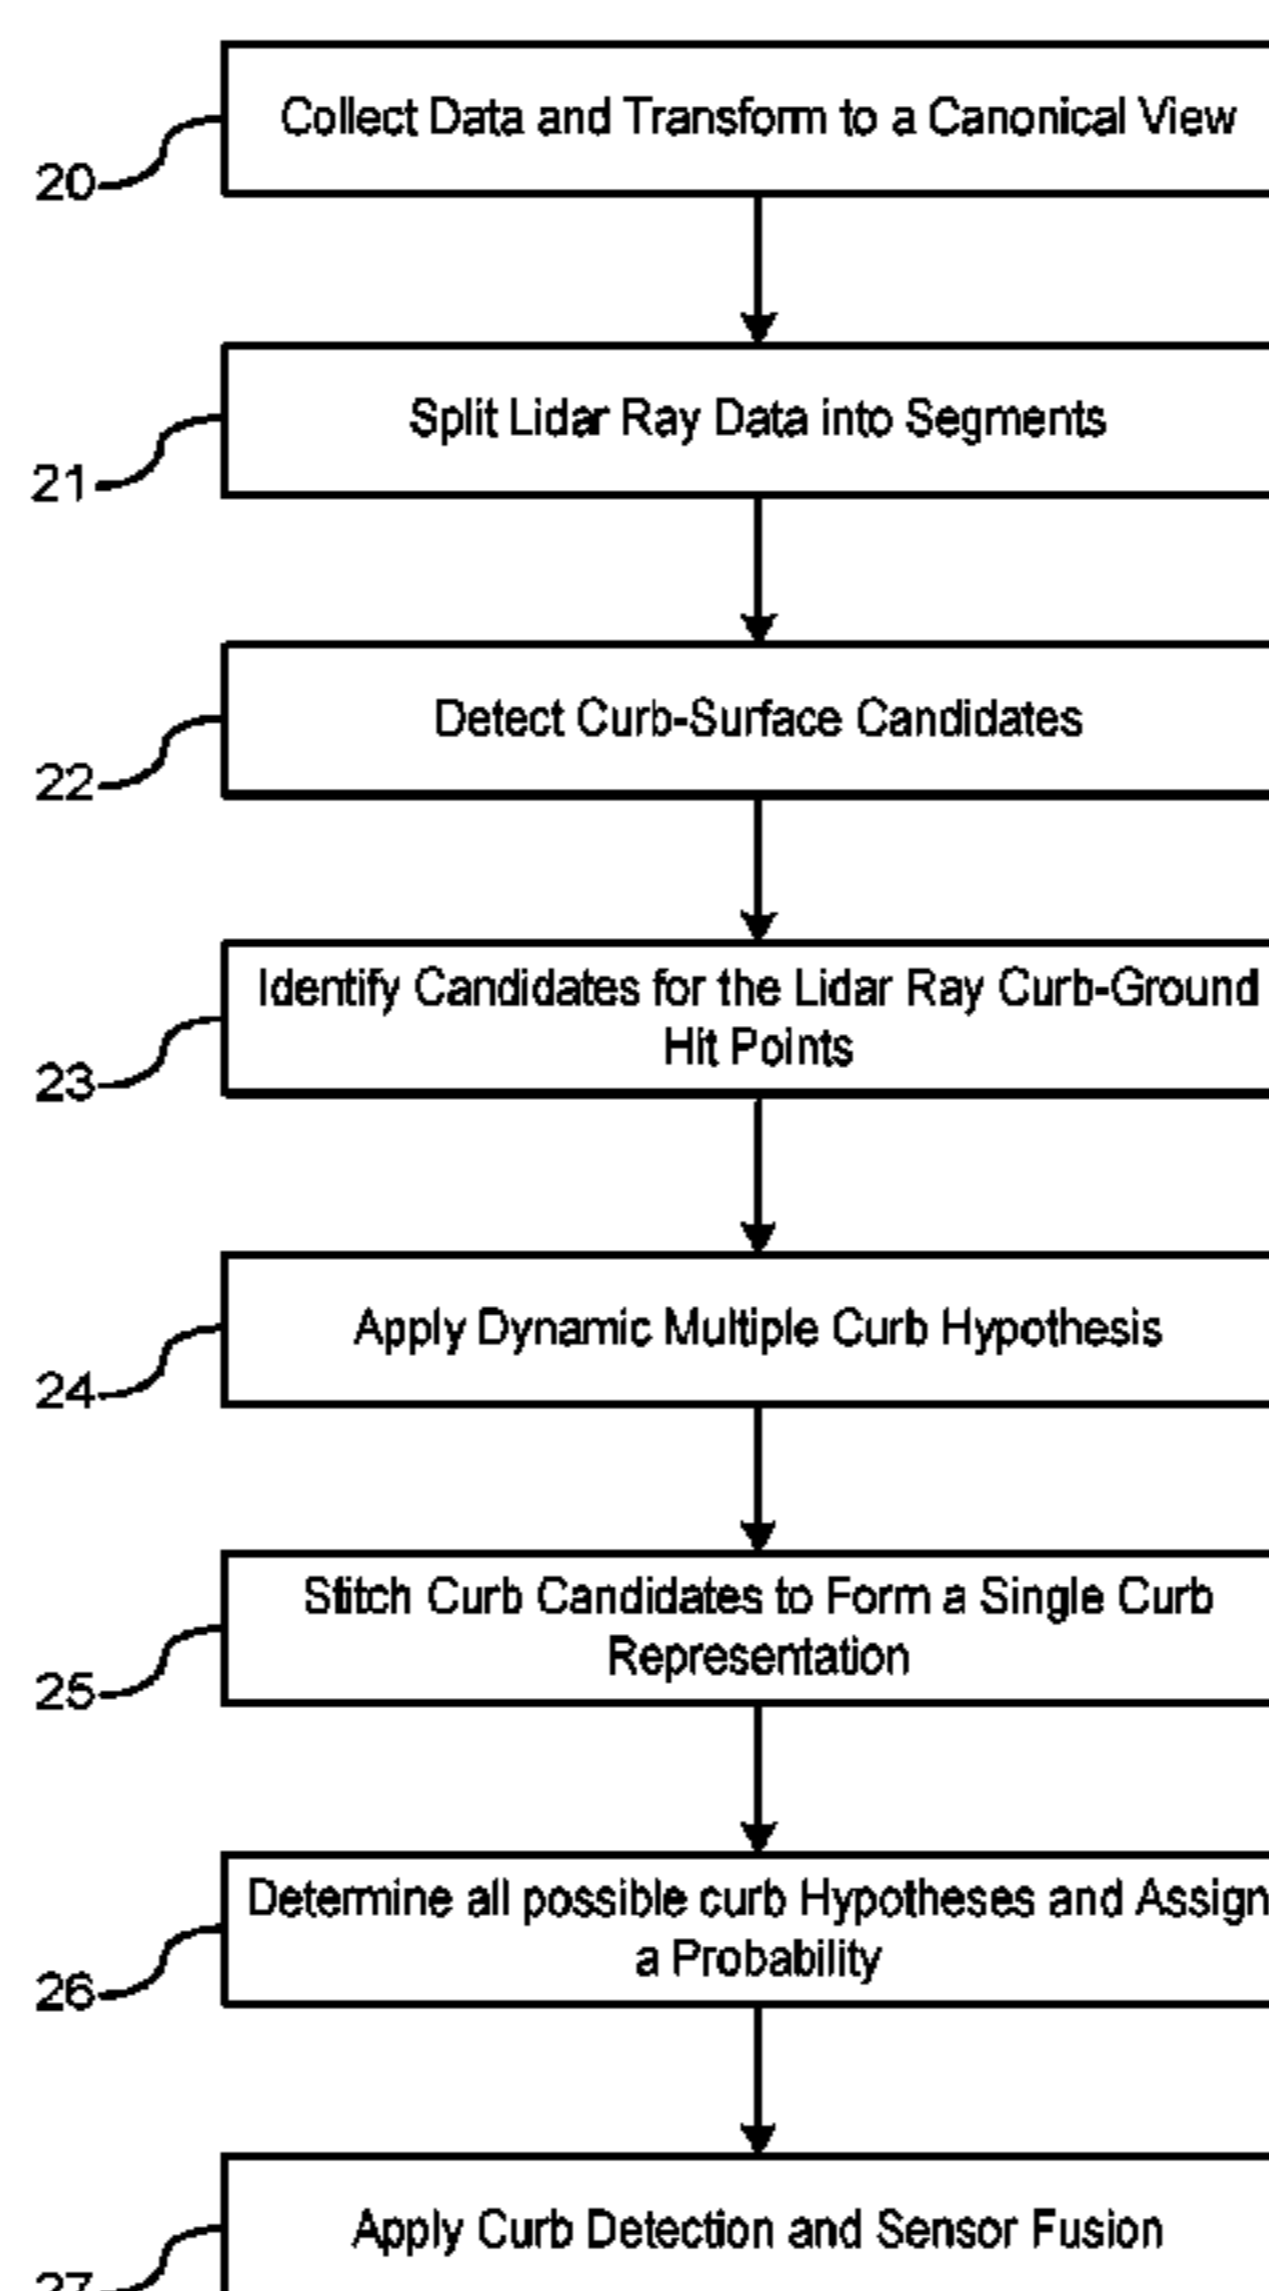 Collect Data and Transform to a Canonical View
20
Split Lidar Ray Data into Segments
21
Detect Curb-Surface Candidates
22
Identify Candidates for the Lidar Ray Curb-Ground
Hit Points
23
Apply Dynamic Multiple Curb Hypothesis
24
Stitch Curb Candidates to Form a Single Curb
Representation
25
Determine all possible curb Hypotheses and Assign
a Probability
26
Apply Curb Detection and Sensor Fusion
27